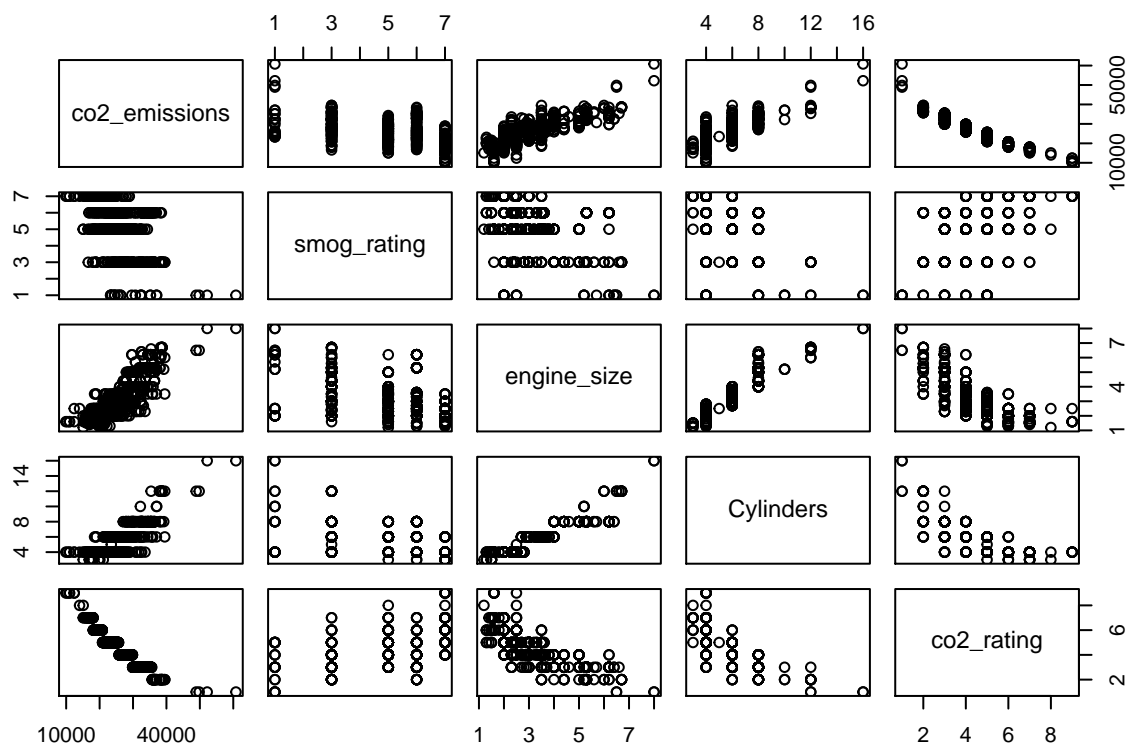 1 3 5 7 4 8 12 16
co2_emissions
10000 50000
1 3 5 7
smog_rating
engine_size
1 4 7
4 8 14
Cylinders
co2_rating
2 6
10000 40000 1 3 5 7 2 4 6 8